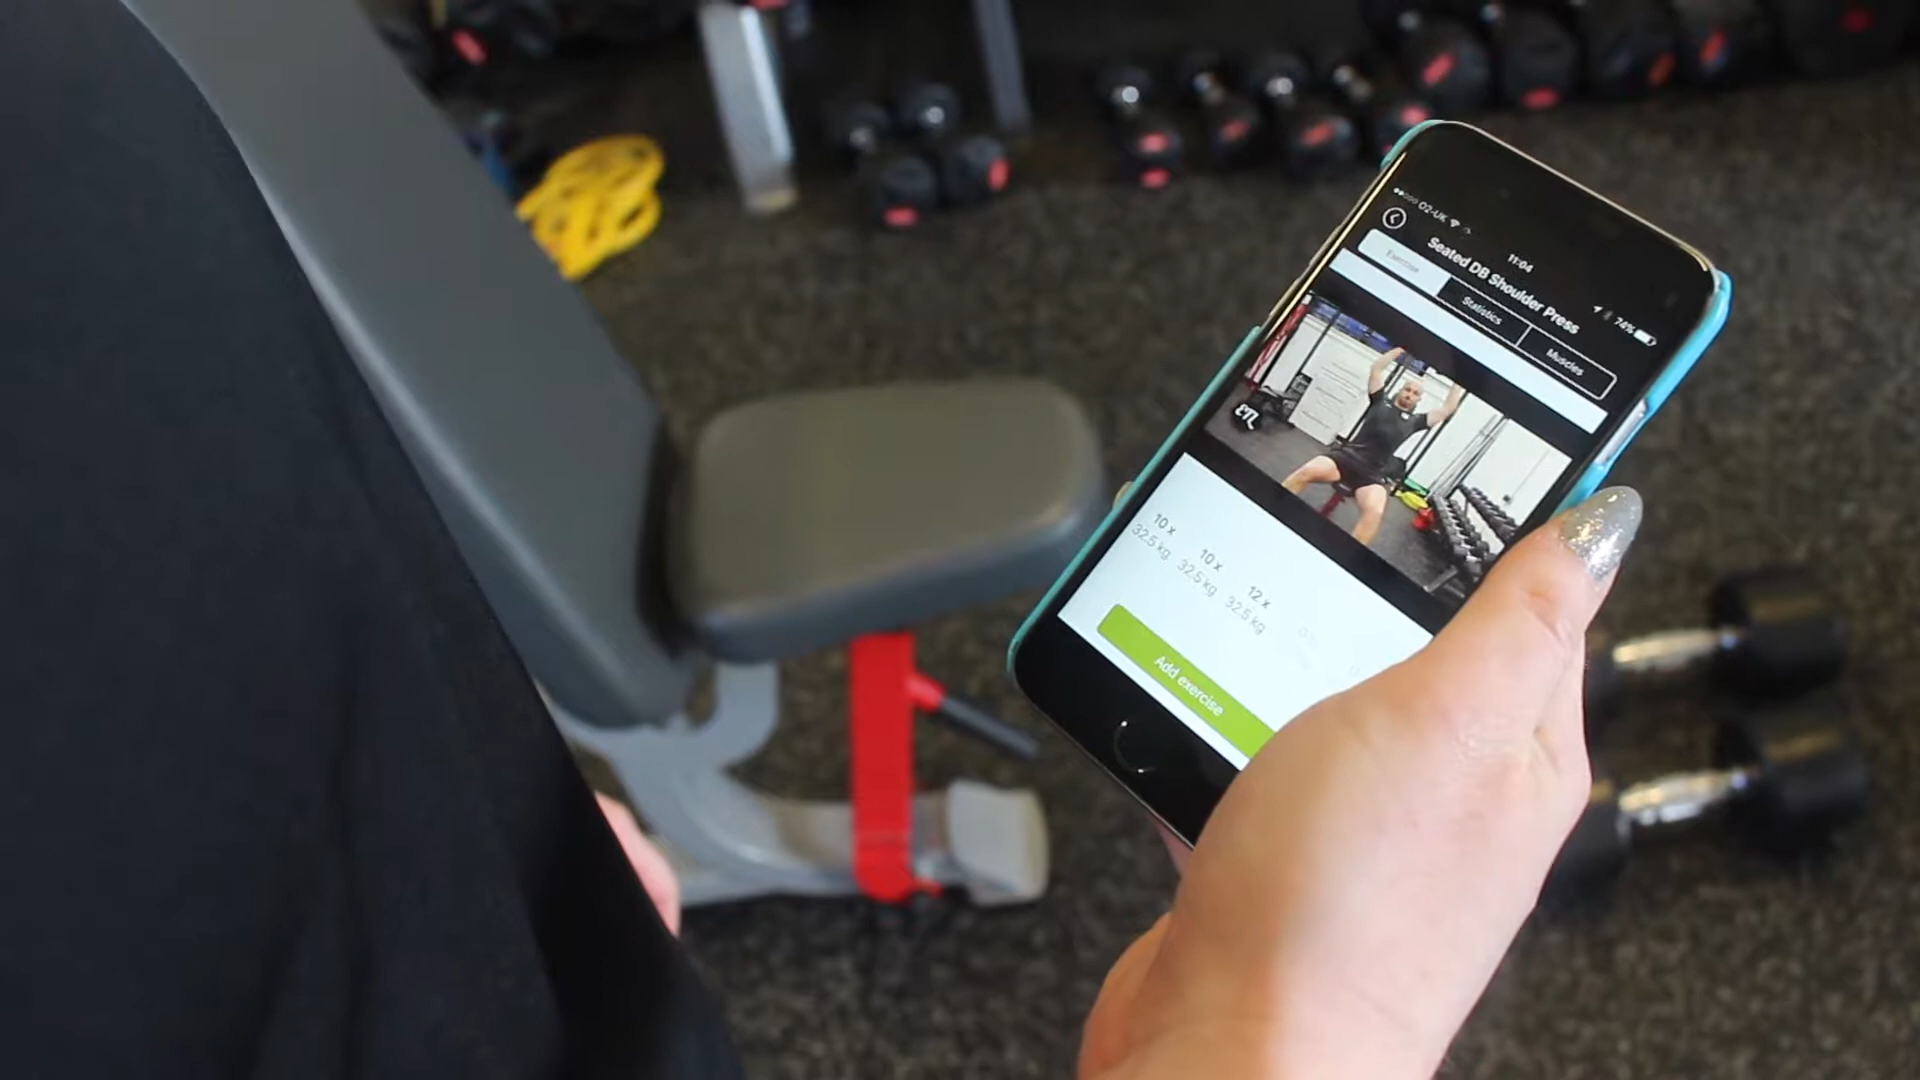 O2-UK
11:04
74%
Seated DB Shoulder Press
Exercise
Statistics
Muscles
10 x
32.5 kg
10 x
32.5 kg
12 x
32.5 kg
Add exercise